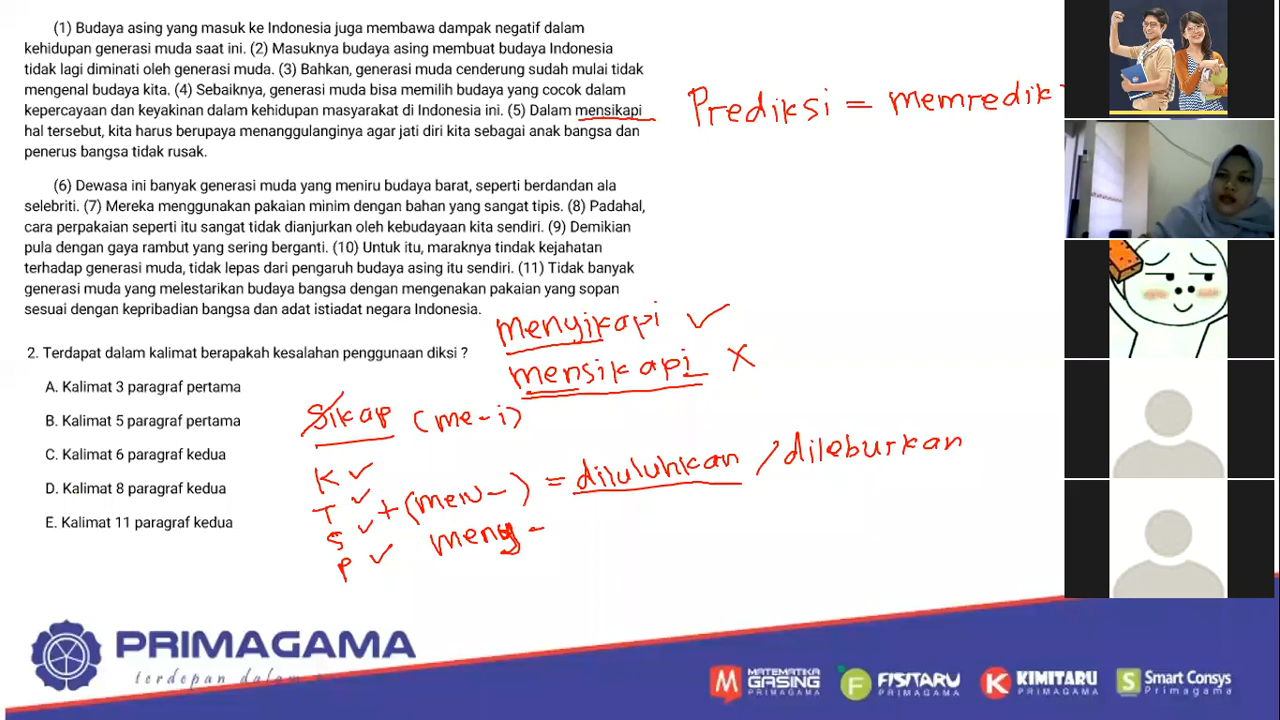 (1) Budaya asing yang masuk ke Indonesia juga membawa dampak negatif dalam
kehidupan generasi muda saat ini. (2) Masuknya budaya asing membuat budaya Indonesia
tidak lagi diminati oleh generasi muda. (3) Bahkan, generasi muda cenderung sudah mulai tidak
mengenal budaya kita. (4) Sebaiknya, generasi muda bisa memilih budaya yang cocok dalam
kepercayaan dan keyakinan dalam kehidupan masyarakat di Indonesia ini. (5) Dalam mensikapi
hal tersebut, kita harus berupaya menanggulanginya agar jati diri kita sebagai anak bangsa dan
penerus bangsa tidak rusak.
Prediksi = memredik
(6) Dewasa ini banyak generasi muda yang meniru budaya barat, seperti berdandan ala
selebriti. (7) Mereka menggunakan pakaian minim dengan bahan yang sangat tipis. (8) Padahal,
cara perpakaian seperti itu sangat tidak dianjurkan oleh kebudayaan kita sendiri. (9) Demikian
pula dengan gaya rambut yang sering berganti. (10) Untuk itu, maraknya tindak kejahatan
terhadap generasi muda, tidak lepas dari pengaruh budaya asing itu sendiri. (11) Tidak banyak
generasi muda yang melestarikan budaya bangsa dengan mengenakan pakaian yang sopan
sesuai dengan kepribadian bangsa dan adat istiadat negara Indonesia.
menyikapi ✓
mensikapi X
2. Terdapat dalam kalimat berapakah kesalahan penggunaan diksi ?
A. Kalimat 3 paragraf pertama
B. Kalimat 5 paragraf pertama
C. Kalimat 6 paragraf kedua
D. Kalimat 8 paragraf kedua
E. Kalimat 11 paragraf kedua
Sikap (me-i)
K ✓
T ✓
S ✓ + (men-) = diluluhkan / dileburkan
P ✓ meny -
PRIMAGAMA
terdepan dalam
MATEMATIKA
GASING
PRIMAGAMA
FISITARU
PRIMAGAMA
KIMITARU
PRIMAGAMA
Smart Consys
Primagama